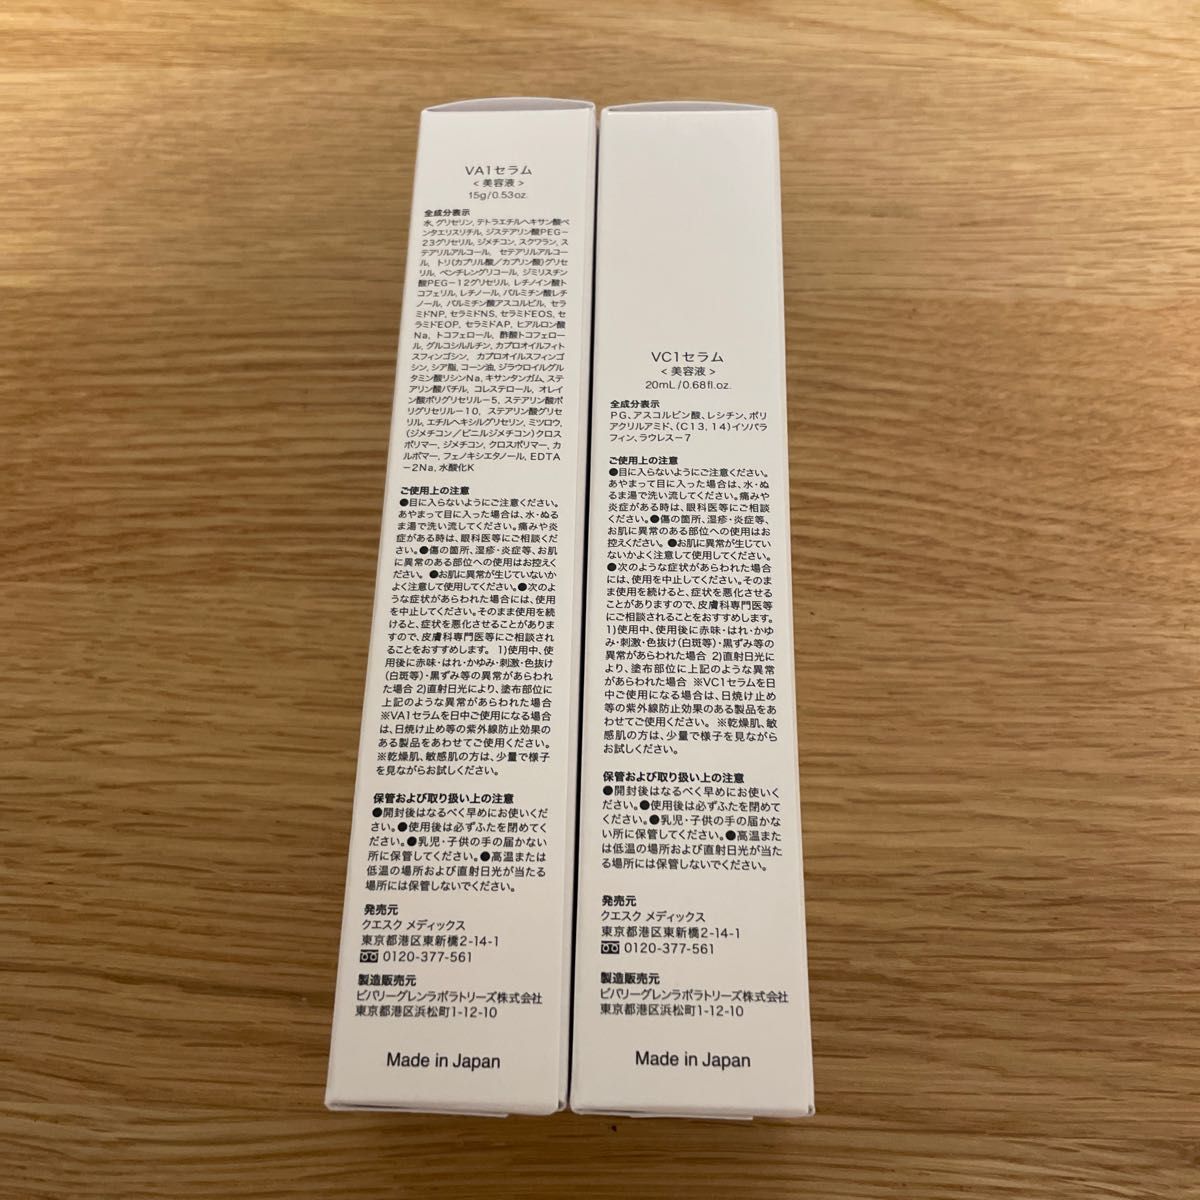 VA1セラム
＜美容液＞
15g/0.53oz.
全成分表示
水、グリセリン、テトラエチルヘキサン酸ペ
ンタエリスリチル、ジステアリン酸PEG－
23グリセリル、ジメチコン、スクワラン、ス
テアリルアルコール、セテアリルアルコー
ル、トリ(カプリル酸／カプリン酸)グリセ
リル、ペンチレングリコール、ジミリスチン
酸PEG－12グリセリル、レチノイン酸ト
コフェリル、レチノール、パルミチン酸レチ
ノール、パルミチン酸アスコルビル、セラ
ミドNP、セラミドNS、セラミドEOS、セ
ラミドEOP、セラミドAP、ヒアルロン酸
Na、トコフェロール、酢酸トコフェロー
ル、グルコシルルチン、カプロオイルフィト
スフィンゴシン、カプロオイルスフィンゴ
シン、シア脂、コーン油、ジラウロイルグル
タミン酸リシンNa、キサンタンガム、ステ
アリン酸バチル、コレステロール、オレイ
ン酸ポリグリセリル－5、ステアリン酸ポ
リグリセリル－10、ステアリン酸グリセ
リル、エチルヘキシルグリセリン、ミツロウ、
(ジメチコン／ビニルジメチコン)クロス
ポリマー、ジメチコン、クロスポリマー、カ
ルボマー、フェノキシエタノール、EDTA
－2Na、水酸化K
ご使用上の注意
●目に入らないようにご注意ください。
あやまって目に入った場合は、水・ぬる
ま湯で洗い流してください。痛みや炎
症がある時は、眼科医等にご相談くだ
さい。●傷の箇所、湿疹・炎症等、お肌
に異常のある部位への使用はお控えく
ださい。●お肌に異常が生じていないか
よく注意して使用してください。●次のよ
うな症状があらわれた場合には、使用
を中止してください。そのまま使用を続
けると、症状を悪化させることがありま
すので、皮膚科専門医等にご相談され
ることをおすすめします。1)使用中、使
用後に赤味・はれ・かゆみ・刺激・色抜け
(白斑等)・黒ずみ等の異常があらわれ
た場合 2)直射日光により、塗布部位に
上記のような異常があらわれた場合
※VA1セラムを日中ご使用になる場合
は、日焼け止め等の紫外線防止効果の
ある製品をあわせてご使用ください。
※乾燥肌、敏感肌の方は、少量で様子
を見ながらお試しください。
保管および取り扱い上の注意
●開封後はなるべく早めにお使いくだ
さい。●使用後は必ずふたを閉めてく
ださい。●乳児・子供の手の届かない
所に保管してください。●高温または
低温の場所および直射日光が当たる
場所には保管しないでください。
発売元
クエスク メディックス
東京都港区東新橋2-14-1
0120-377-561
製造販売元
ビバリーグレンラボラトリーズ株式会社
東京都港区浜松町1-12-10
Made in Japan
VC1セラム
＜美容液＞
20mL/0.68fl.oz.
全成分表示
PG、アスコルビン酸、レシチン、ポリ
アクリルアミド、(C13，14)イソパラ
フィン、ラウレス－7
ご使用上の注意
●目に入らないようにご注意ください。
あやまって目に入った場合は、水・ぬ
るま湯で洗い流してください。痛みや
炎症がある時は、眼科医等にご相談
ください。●傷の箇所、湿疹・炎症等、
お肌に異常のある部位への使用はお
控えください。●お肌に異常が生じてい
ないかよく注意して使用してください。
●次のような症状があらわれた場合
には、使用を中止してください。そのま
ま使用を続けると、症状を悪化させる
ことがありますので、皮膚科専門医等
にご相談されることをおすすめします。
1)使用中、使用後に赤味・はれ・かゆ
み・刺激・色抜け(白斑等)・黒ずみ等の
異常があらわれた場合 2)直射日光によ
り、塗布部位に上記のような異常
があらわれた場合 ※VC1セラムを日
中ご使用になる場合は、日焼け止め
等の紫外線防止効果のある製品をあ
わせてご使用ください。※乾燥肌、敏
感肌の方は、少量で様子を見ながら
お試しください。
保管および取り扱い上の注意
●開封後はなるべく早めにお使いくだ
さい。●使用後は必ずふたを閉めてく
ださい。●乳児・子供の手の届かな
い所に保管してください。●高温また
は低温の場所および直射日光が当た
る場所には保管しないでください。
発売元
クエスク メディックス
東京都港区東新橋2-14-1
0120-377-561
製造販売元
ビバリーグレンラボラトリーズ株式会社
東京都港区浜松町1-12-10
Made in Japan